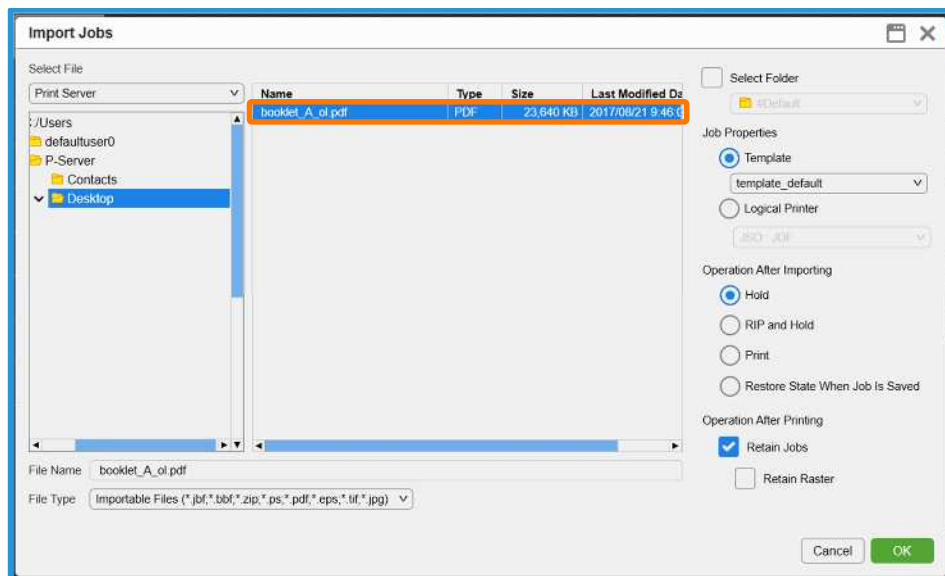 Import Jobs
Select File
Print Server
Name Type Size Last Modified Da
booklet_A_ol.pdf PDF 23,640 KB 2017/08/21 9:46:0
:/Users
defaultuser0
P-Server
Contacts
Desktop
File Name booklet_A_ol.pdf
File Type Importable Files (*.jbf;*.bbf;*.zip;*.ps;*.pdf;*.eps;*.tif;*.jpg)
Select Folder
#Default
Job Properties
Template
template_default
Logical Printer
JSO - JDF
Operation After Importing
Hold
RIP and Hold
Print
Restore State When Job Is Saved
Operation After Printing
Retain Jobs
Retain Raster
Cancel OK